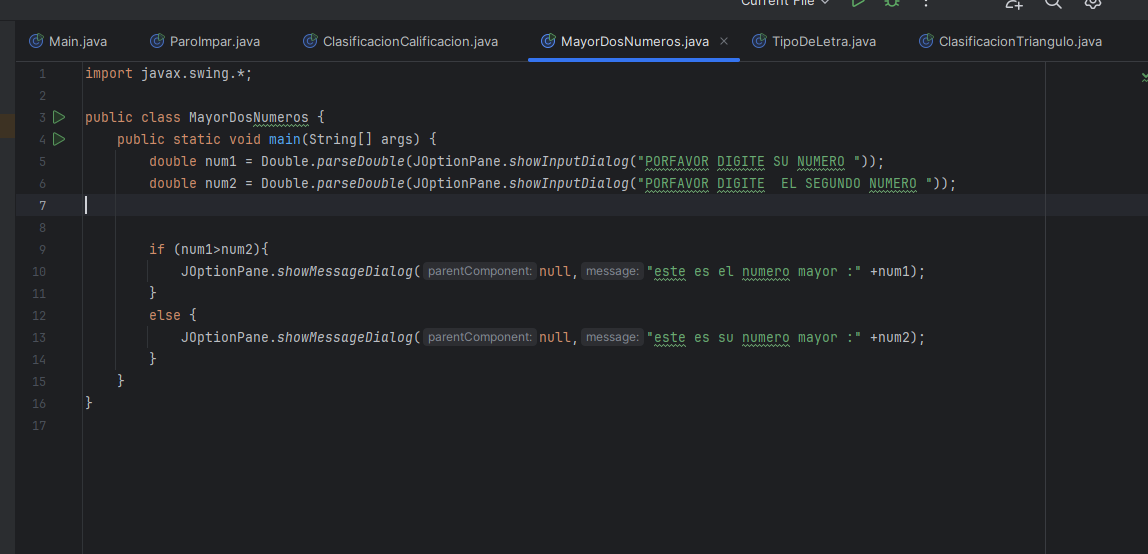 Current File
Main.java ParoImpar.java ClasificacionCalificacion.java MayorDosNumeros.java TipoDeLetra.java ClasificacionTriangulo.java
1 import javax.swing.*;
2
3 public class MayorDosNumeros {
4 public static void main(String[] args) {
5 double num1 = Double.parseDouble(JOptionPane.showInputDialog("PORFAVOR DIGITE SU NUMERO "));
6 double num2 = Double.parseDouble(JOptionPane.showInputDialog("PORFAVOR DIGITE  EL SEGUNDO NUMERO "));
7
8
9 if (num1>num2){
10 JOptionPane.showMessageDialog( parentComponent: null, message: "este es el numero mayor :" +num1);
11 }
12 else {
13 JOptionPane.showMessageDialog( parentComponent: null, message: "este es su numero mayor :" +num2);
14 }
15 }
16 }
17